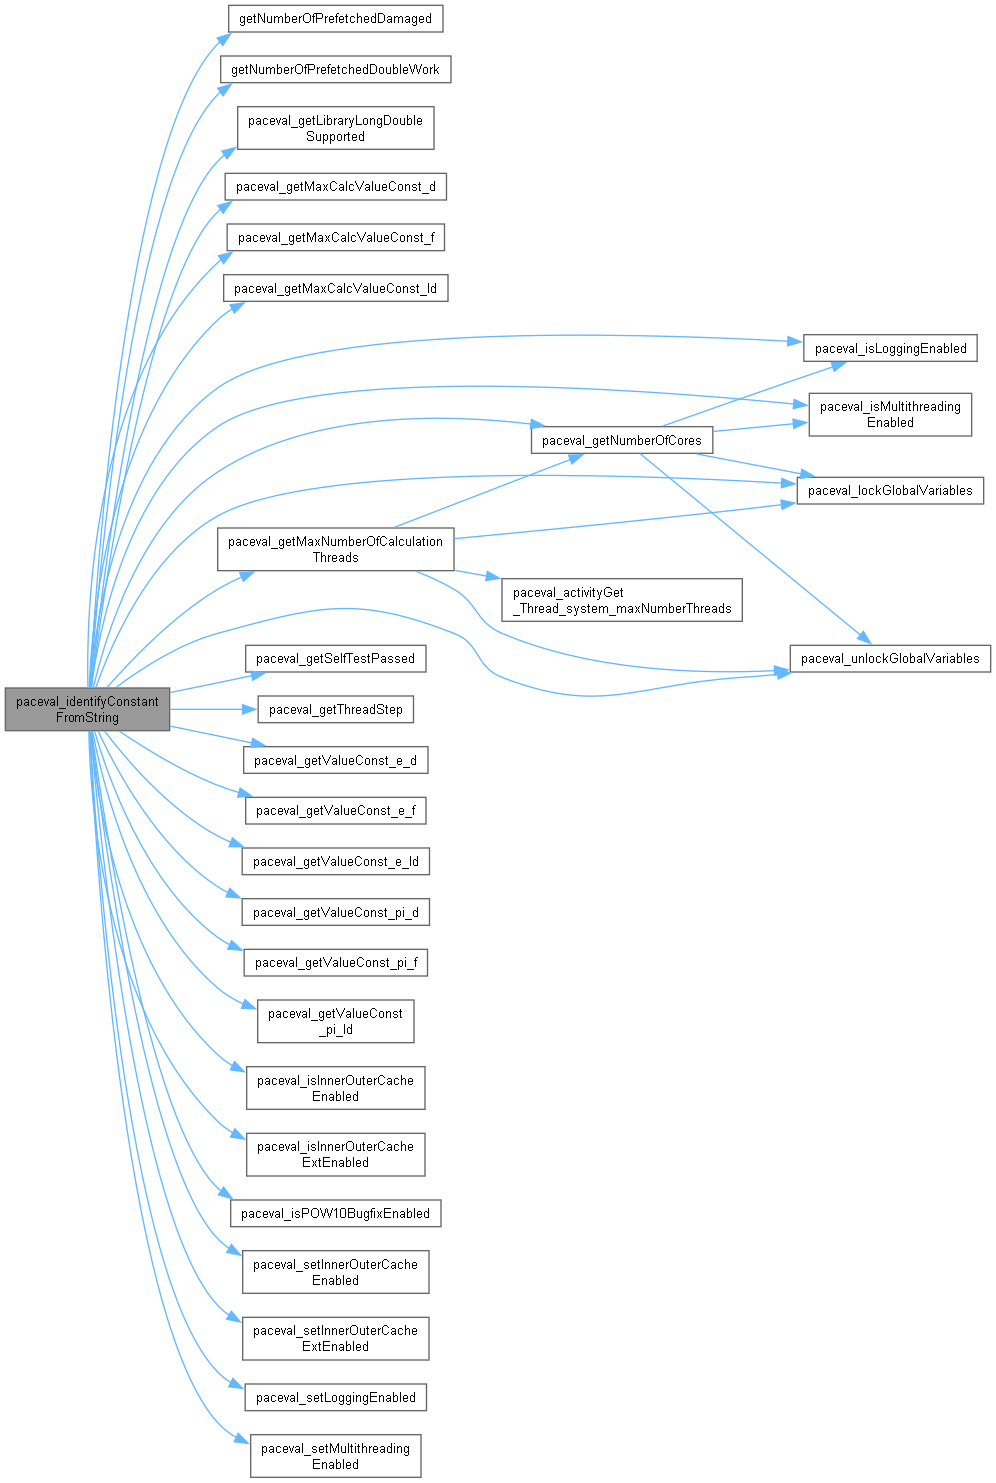 getNumberOfPrefetchedDamaged
getNumberOfPrefetchedDoubleWork
paceval_getLibraryLongDouble
Supported
paceval_getMaxCalcValueConst_d
paceval_getMaxCalcValueConst_f
paceval_getMaxCalcValueConst_ld
paceval_isLoggingEnabled
paceval_isMultithreading
Enabled
paceval_getNumberOfCores
paceval_lockGlobalVariables
paceval_getMaxNumberOfCalculation
Threads
paceval_activityGet
_Thread_system_maxNumberThreads
paceval_unlockGlobalVariables
paceval_getSelfTestPassed
paceval_identifyConstant
FromString
paceval_getThreadStep
paceval_getValueConst_e_d
paceval_getValueConst_e_f
paceval_getValueConst_e_ld
paceval_getValueConst_pi_d
paceval_getValueConst_pi_f
paceval_getValueConst
_pi_ld
paceval_isInnerOuterCache
Enabled
paceval_isInnerOuterCache
ExtEnabled
paceval_isPOW10BugfixEnabled
paceval_setInnerOuterCache
Enabled
paceval_setInnerOuterCache
ExtEnabled
paceval_setLoggingEnabled
paceval_setMultithreading
Enabled